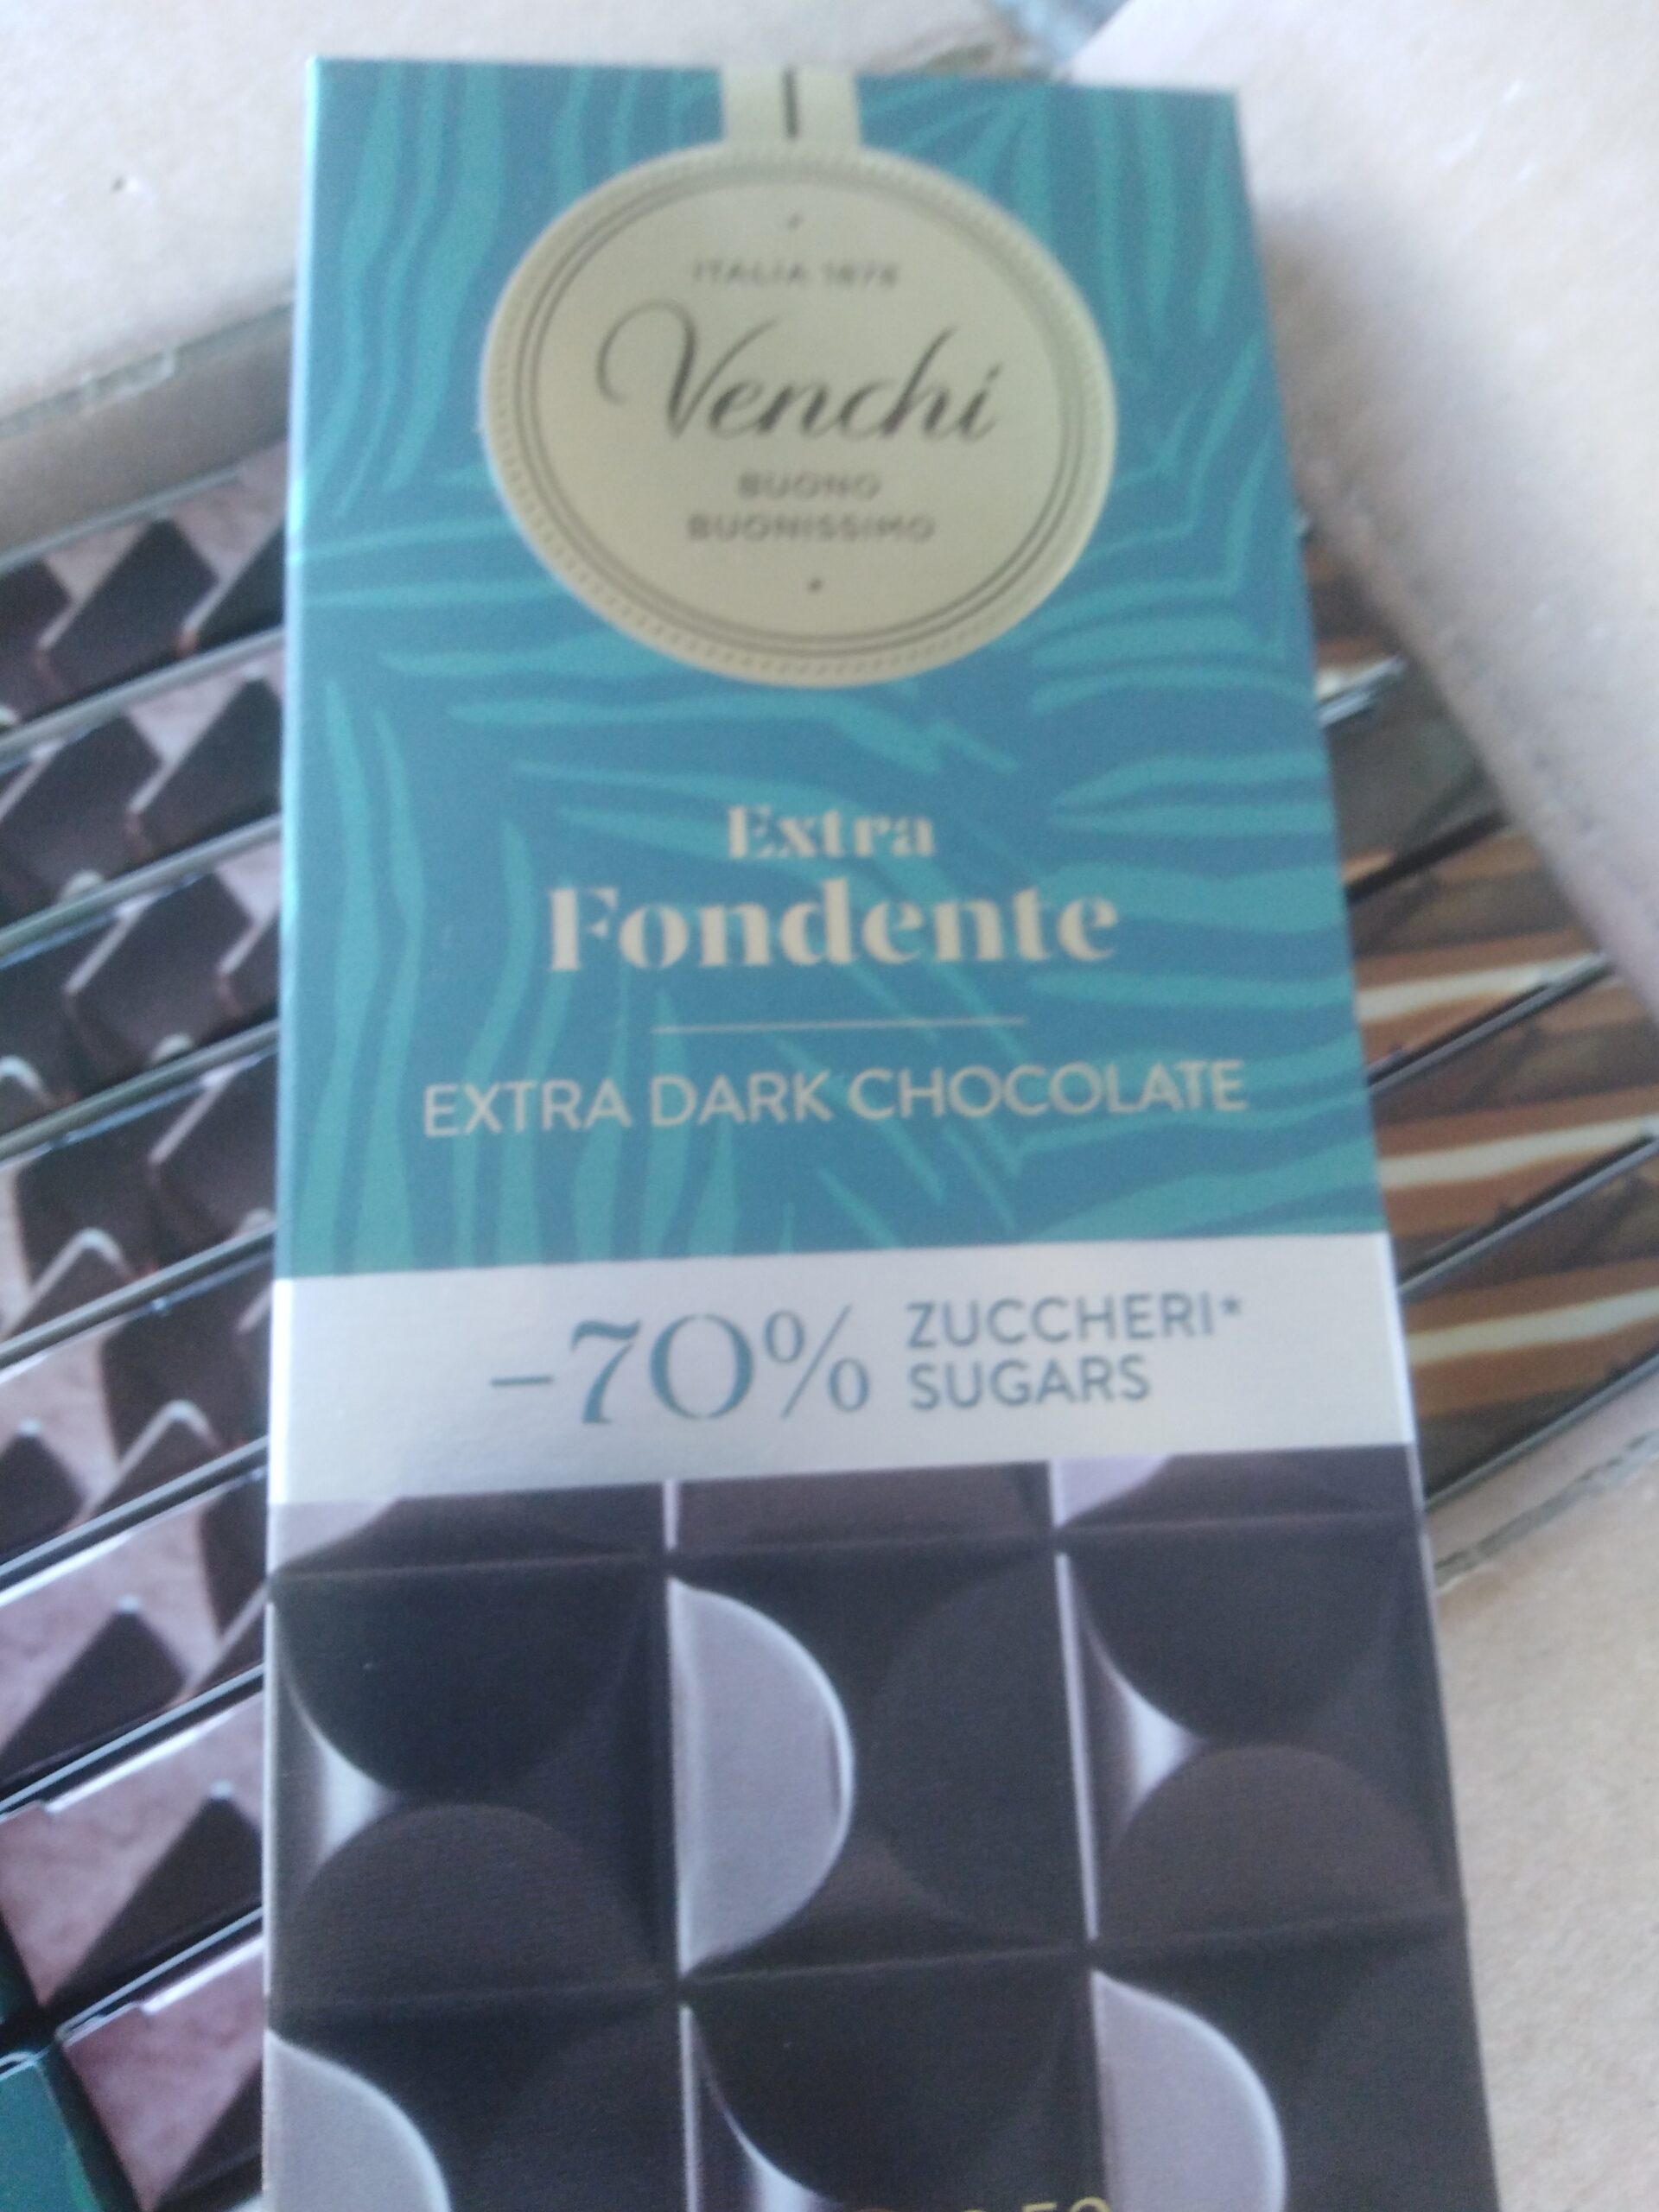 ITALIA 1878
Venchi
BUONO
BUONISSIMO
Extra
Fondente
EXTRA DARK CHOCOLATE
-70% ZUCCHERI*
SUGARS